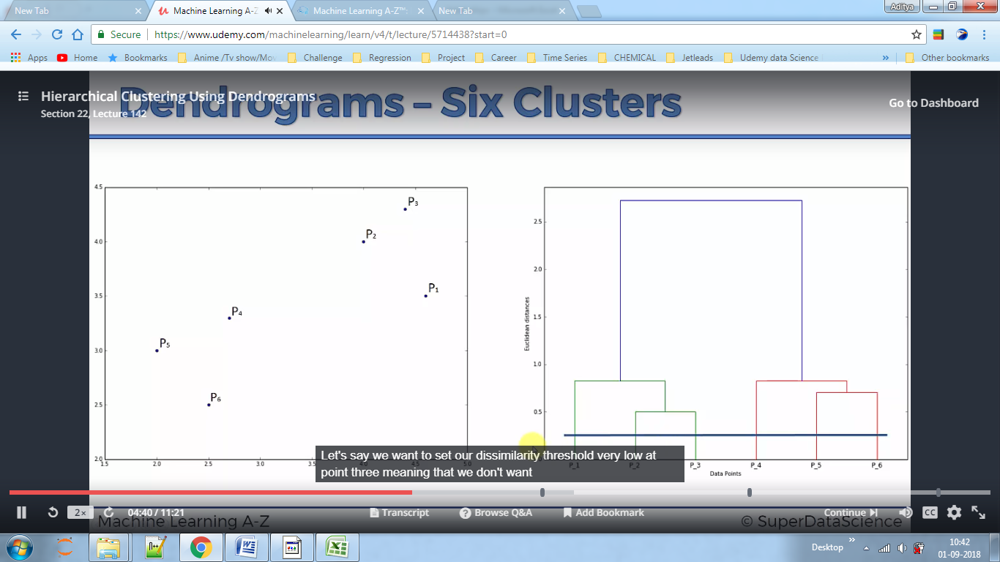 New Tab
Machine Learning A-Z
Machine Learning A-Z™:
New Tab
Aditya
Secure
https://www.udemy.com/machinelearning/learn/v4/t/lecture/5714438?start=0
Apps
Home
Bookmarks
Anime /Tv show/Mov
Challenge
Regression
Project
Career
Time Series
CHEMICAL
Jetleads
Udemy data Science
»
Other bookmarks
Dendrograms – Six Clusters
Hierarchical Clustering Using Dendrograms
Section 22, Lecture 142
Go to Dashboard
4.5
4.0
3.5
3.0
2.5
2.0
1.5
2.0
2.5
3.0
3.5
4.0
4.5
5.0
P₃
P₂
P₁
P₄
P₅
P₆
2.5
2.0
1.5
1.0
0.5
Euclidean distances
P_1
P_2
P_3
P_4
P_5
P_6
Data Points
Let's say we want to set our dissimilarity threshold very low at
point three meaning that we don't want
2×
04:40 / 11:21
Transcript
Browse Q&A
Add Bookmark
Continue
CC
Machine Learning A-Z
© SuperDataScience
Desktop
»
10:42
01-09-2018